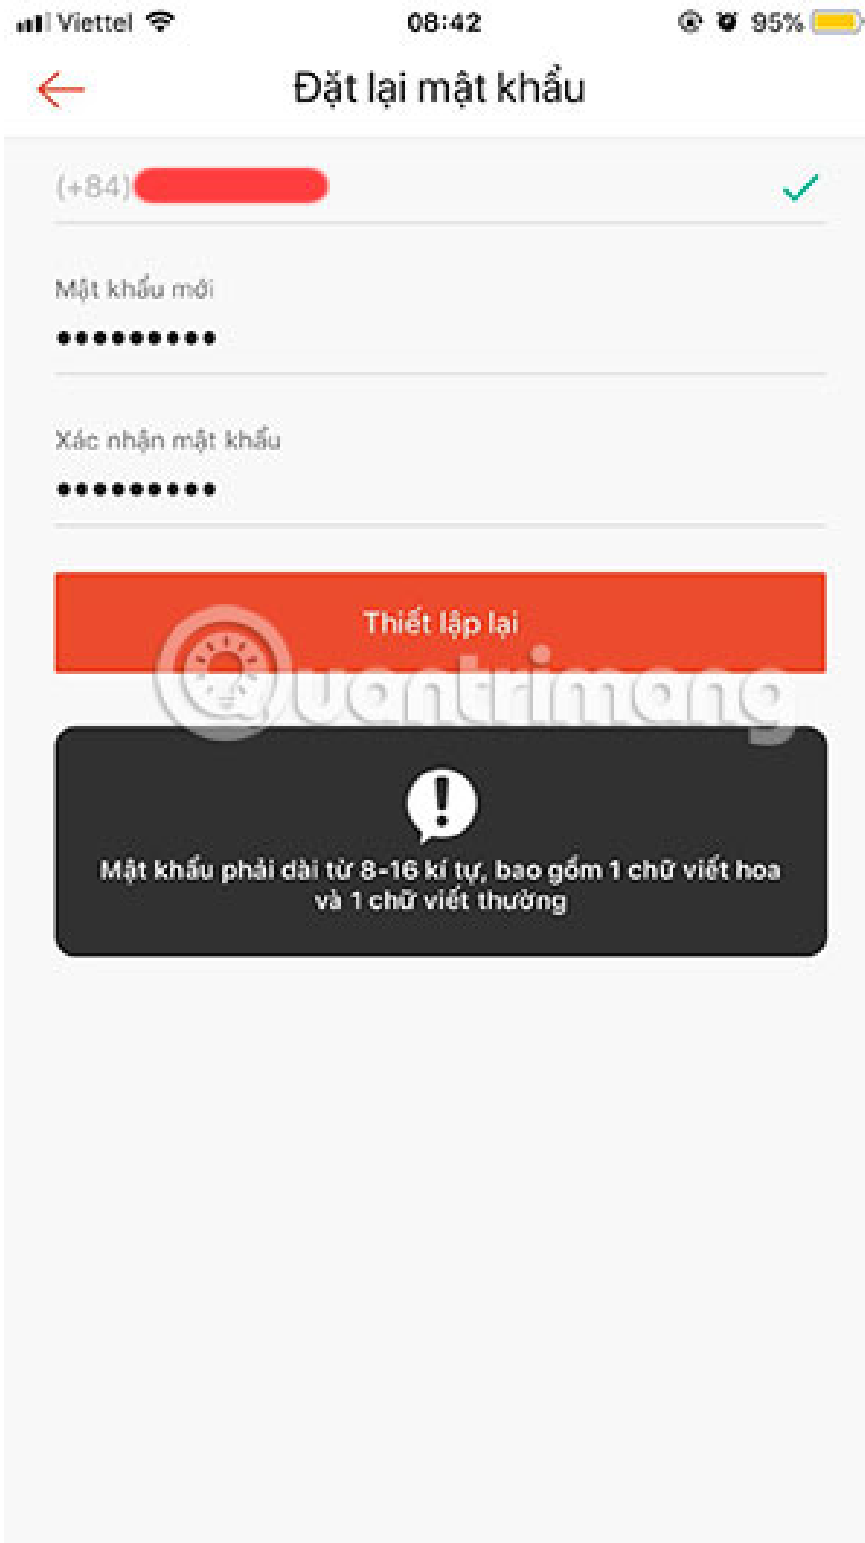 Viettel 08:42 95%
Đặt lại mật khẩu
(+84)
Mật khẩu mới
•••••••••
Xác nhận mật khẩu
•••••••••
Thiết lập lại
Quantrimang
Mật khẩu phải dài từ 8-16 kí tự, bao gồm 1 chữ viết hoa
và 1 chữ viết thường